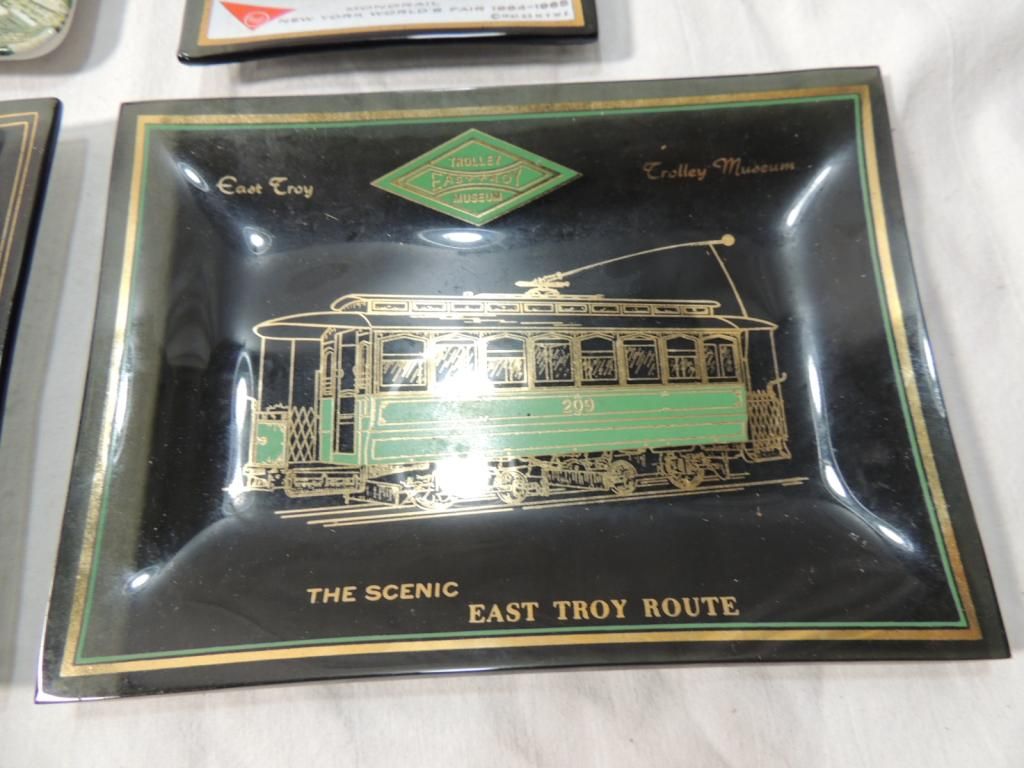 MONORAIL
NEW YORK WORLD'S FAIR 1964-1965
East Troy
TROLLEY
EAST TROY
MUSEUM
Trolley Museum
209
THE SCENIC
EAST TROY ROUTE